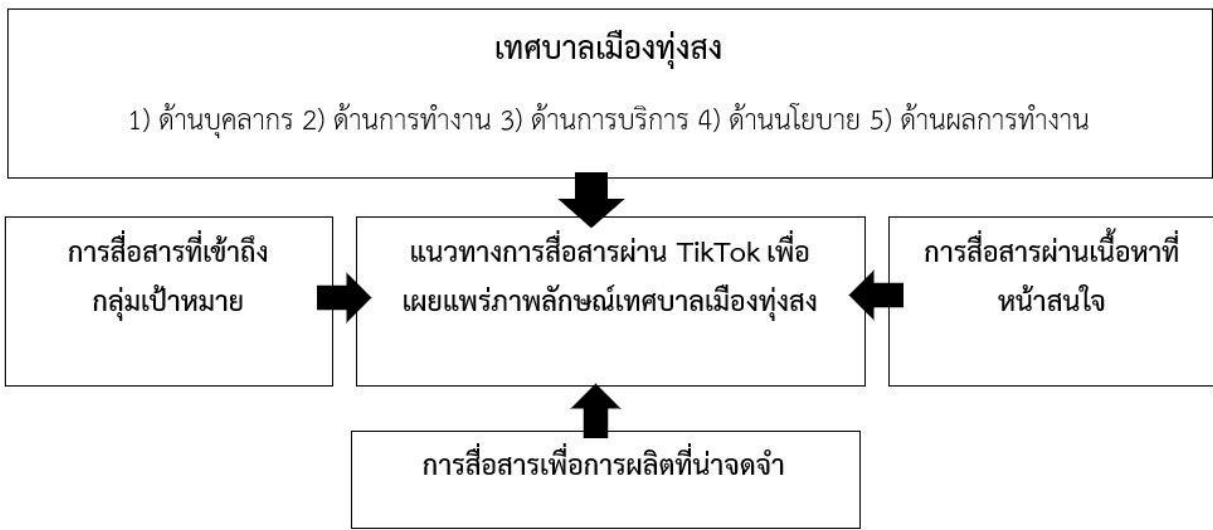 เทศบาลเมืองทุ่งสง
1) ด้านบุคลากร 2) ด้านการทำงาน 3) ด้านการบริการ 4) ด้านนโยบาย 5) ด้านผลการทำงาน
การสื่อสารที่เข้าถึง
กลุ่มเป้าหมาย
แนวทางการสื่อสารผ่าน TikTok เพื่อ
เผยแพร่ภาพลักษณ์เทศบาลเมืองทุ่งสง
การสื่อสารผ่านเนื้อหาที่
หน้าสนใจ
การสื่อสารเพื่อการผลิตที่น่าจดจำ